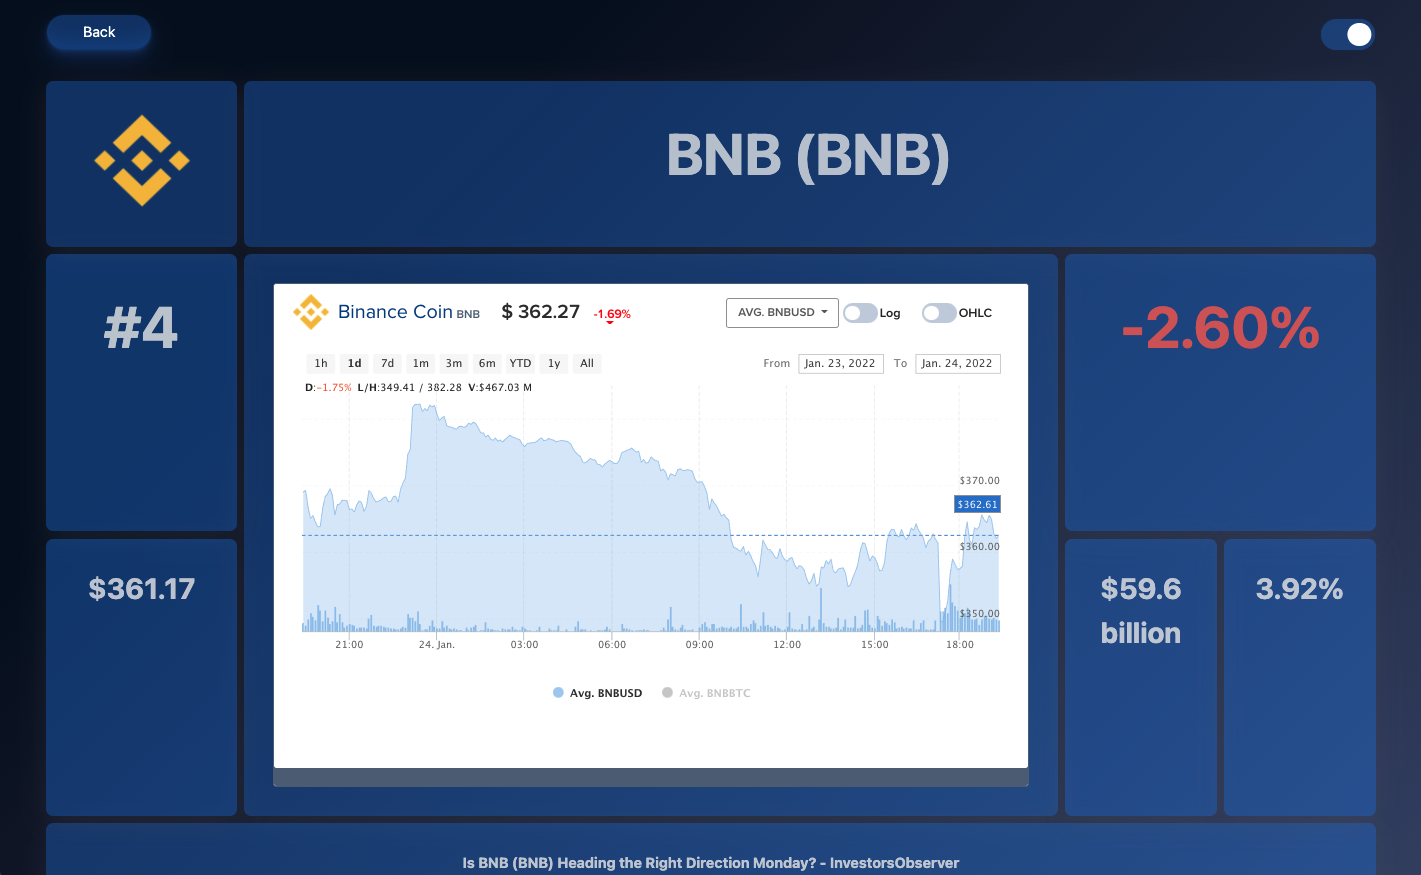 Back
BNB (BNB)
#4
Binance Coin BNB $ 362.27 -1.69%
AVG. BNBUSD Log OHLC
1h 1d 7d 1m 3m 6m YTD 1y All
From Jan. 23, 2022 To Jan. 24, 2022
D:-1.75% L/H:349.41 / 382.28 V:$467.03 M
$370.00
$362.61
$360.00
$350.00
21:00 24. Jan. 03:00 06:00 09:00 12:00 15:00 18:00
Avg. BNBUSD Avg. BNBBTC
-2.60%
$361.17
$59.6
billion
3.92%
Is BNB (BNB) Heading the Right Direction Monday? - InvestorsObserver